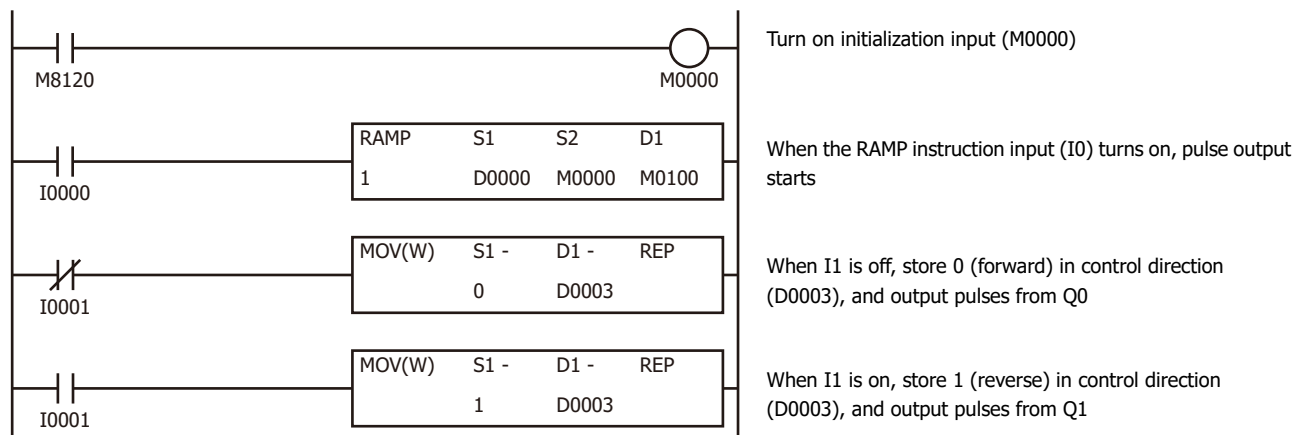 M8120
M0000
Turn on initialization input (M0000)
I0000
RAMP S1 S2 D1
1 D0000 M0000 M0100
When the RAMP instruction input (I0) turns on, pulse output
starts
I0001
MOV(W) S1 - D1 - REP
0 D0003
When I1 is off, store 0 (forward) in control direction
(D0003), and output pulses from Q0
I0001
MOV(W) S1 - D1 - REP
1 D0003
When I1 is on, store 1 (reverse) in control direction
(D0003), and output pulses from Q1